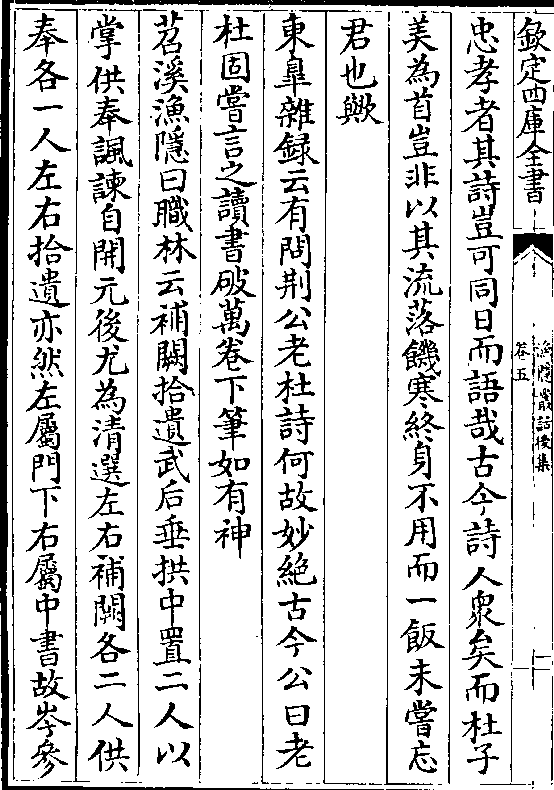 欽定四庫全書
漁隱叢話後集
卷五
二
忠孝者其詩豈可同日而語哉古今詩人衆矣而杜子
美為首豈非以其流落饑寒終身不用而一飯未嘗忘
君也歟
東臯雜録云有問荆公老杜詩何故妙絶古今公曰老
杜固嘗言之讀書破萬卷下筆如有神
苕溪漁隱曰職林云補闕拾遺武后垂拱中置二人以
掌供奉諷諫自開元後尤為清選左右補闕各二人供
奉各一人左右拾遺亦然左屬門下右屬中書故岑參